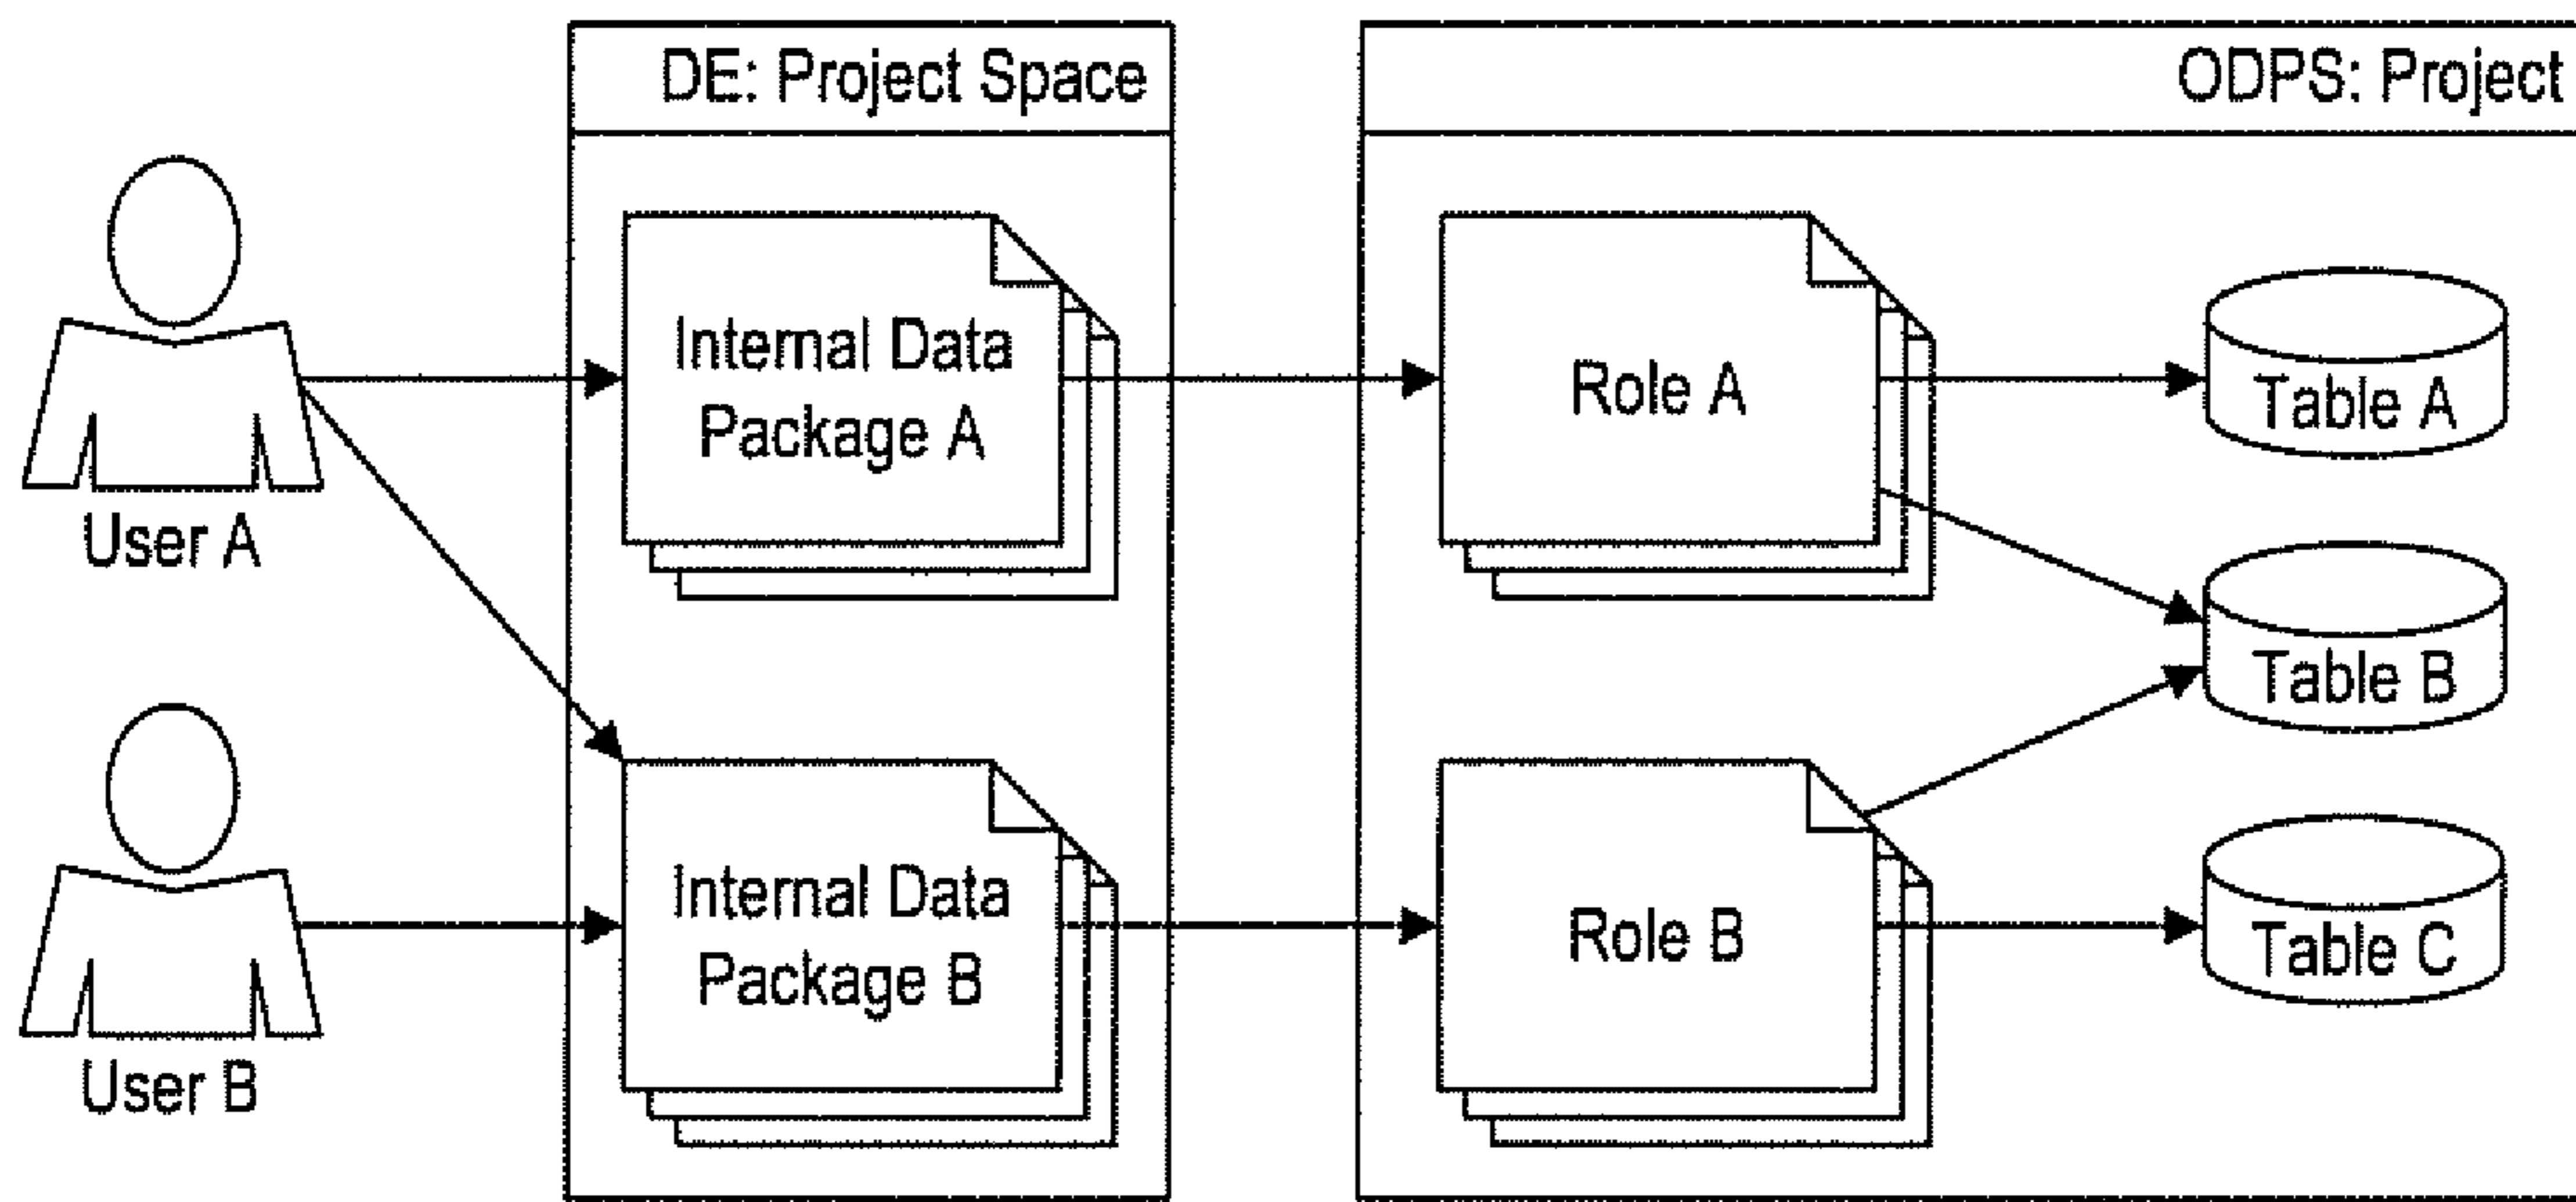 DE: Project Space
ODPS: Project
Internal Data
Package A
Role A
Table A
User A
Table B
Internal Data
Package B
Role B
Table C
User B